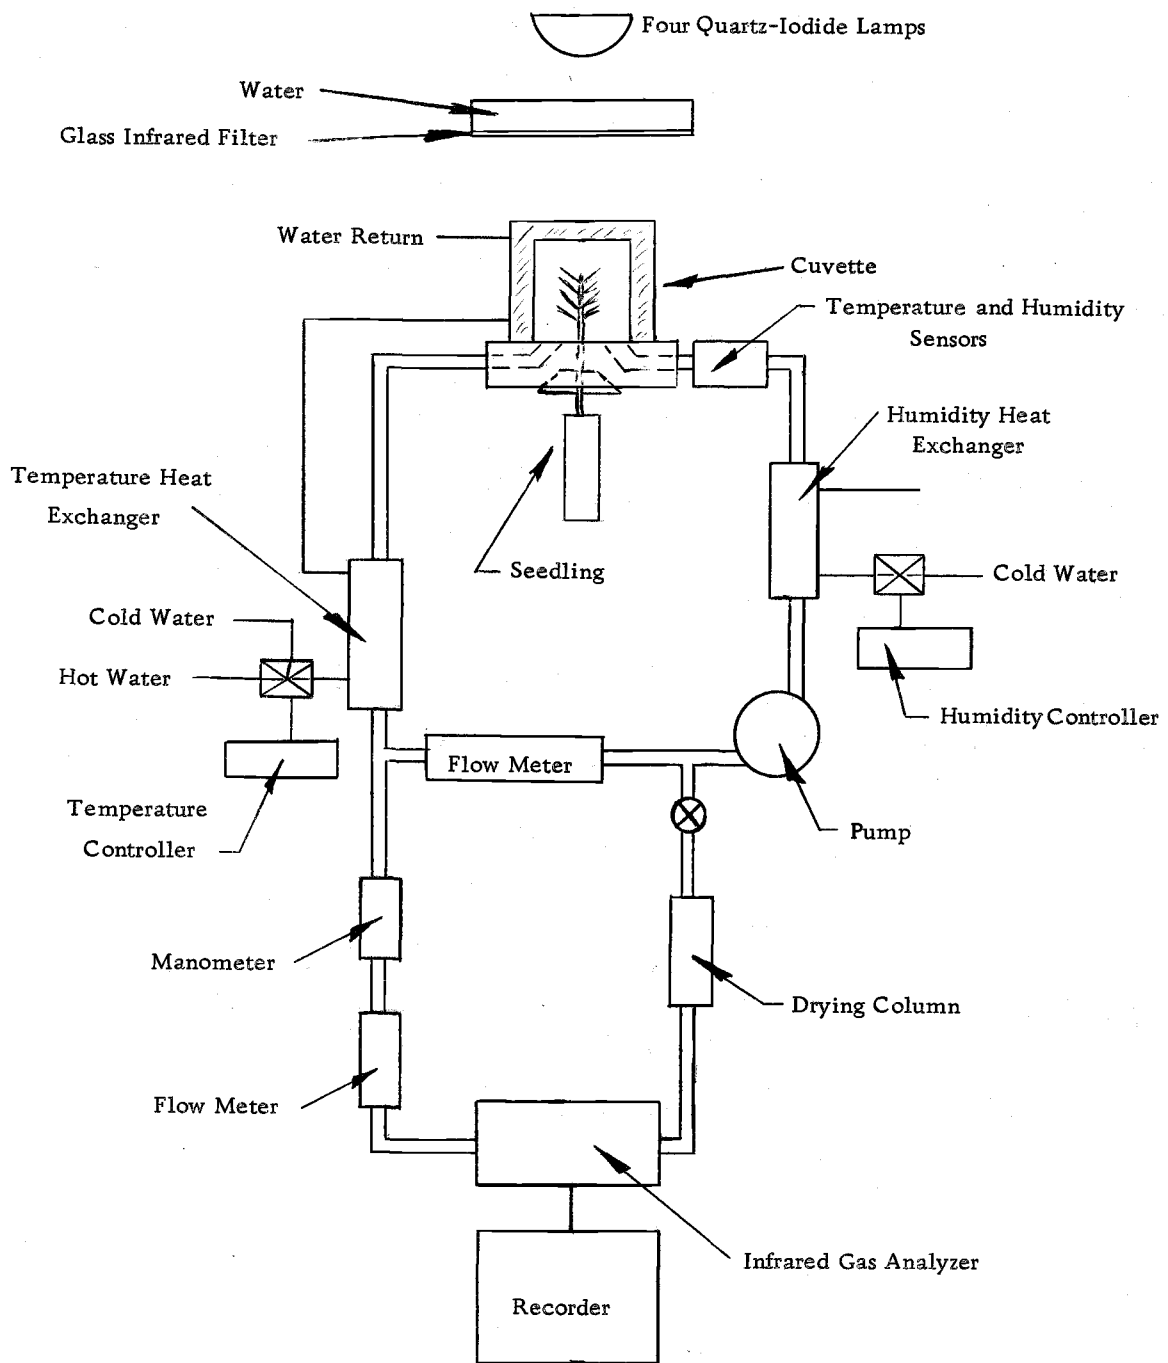 Four Quartz-Iodide Lamps
Water
Glass Infrared Filter
Water Return
Cuvette
Temperature and Humidity
Sensors
Humidity Heat
Exchanger
Temperature Heat
Exchanger
Seedling
Cold Water
Cold Water
Hot Water
Humidity Controller
Flow Meter
Temperature
Controller
Pump
Manometer
Drying Column
Flow Meter
Infrared Gas Analyzer
Recorder